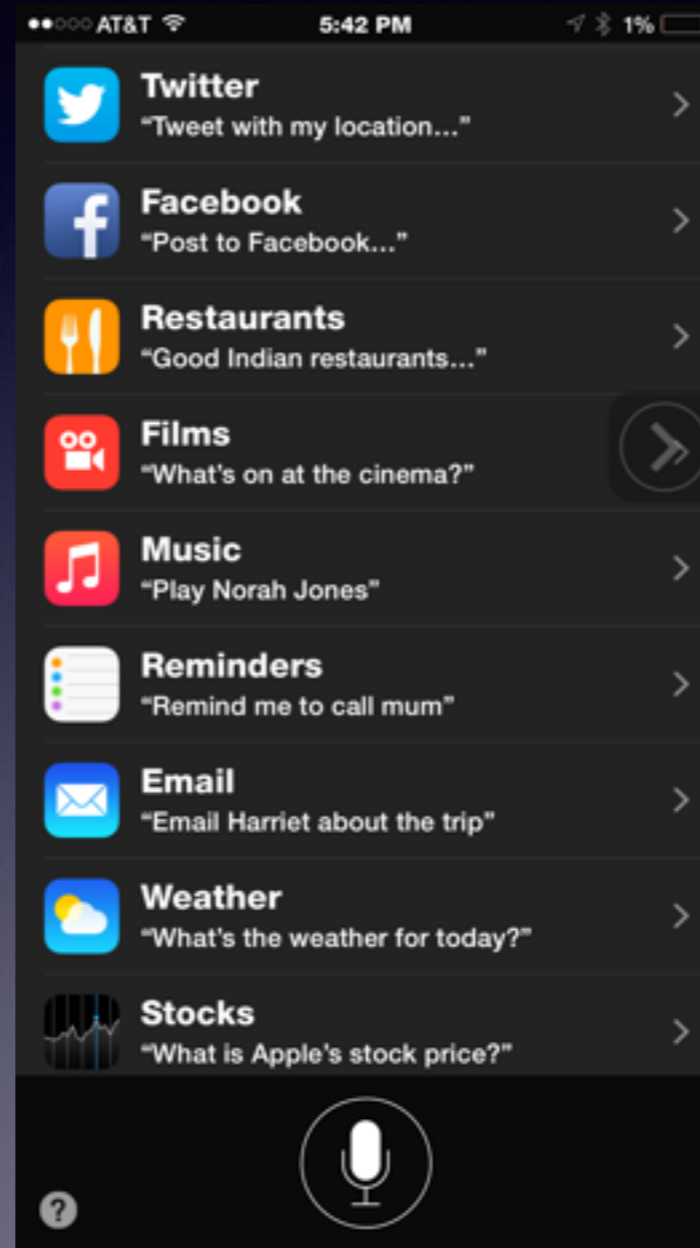 AT&T 5:42 PM 1%
Twitter
“Tweet with my location...”
Facebook
“Post to Facebook...”
Restaurants
“Good Indian restaurants...”
Films
“What’s on at the cinema?”
Music
“Play Norah Jones”
Reminders
“Remind me to call mum”
Email
“Email Harriet about the trip”
Weather
“What’s the weather for today?”
Stocks
“What is Apple’s stock price?”
?